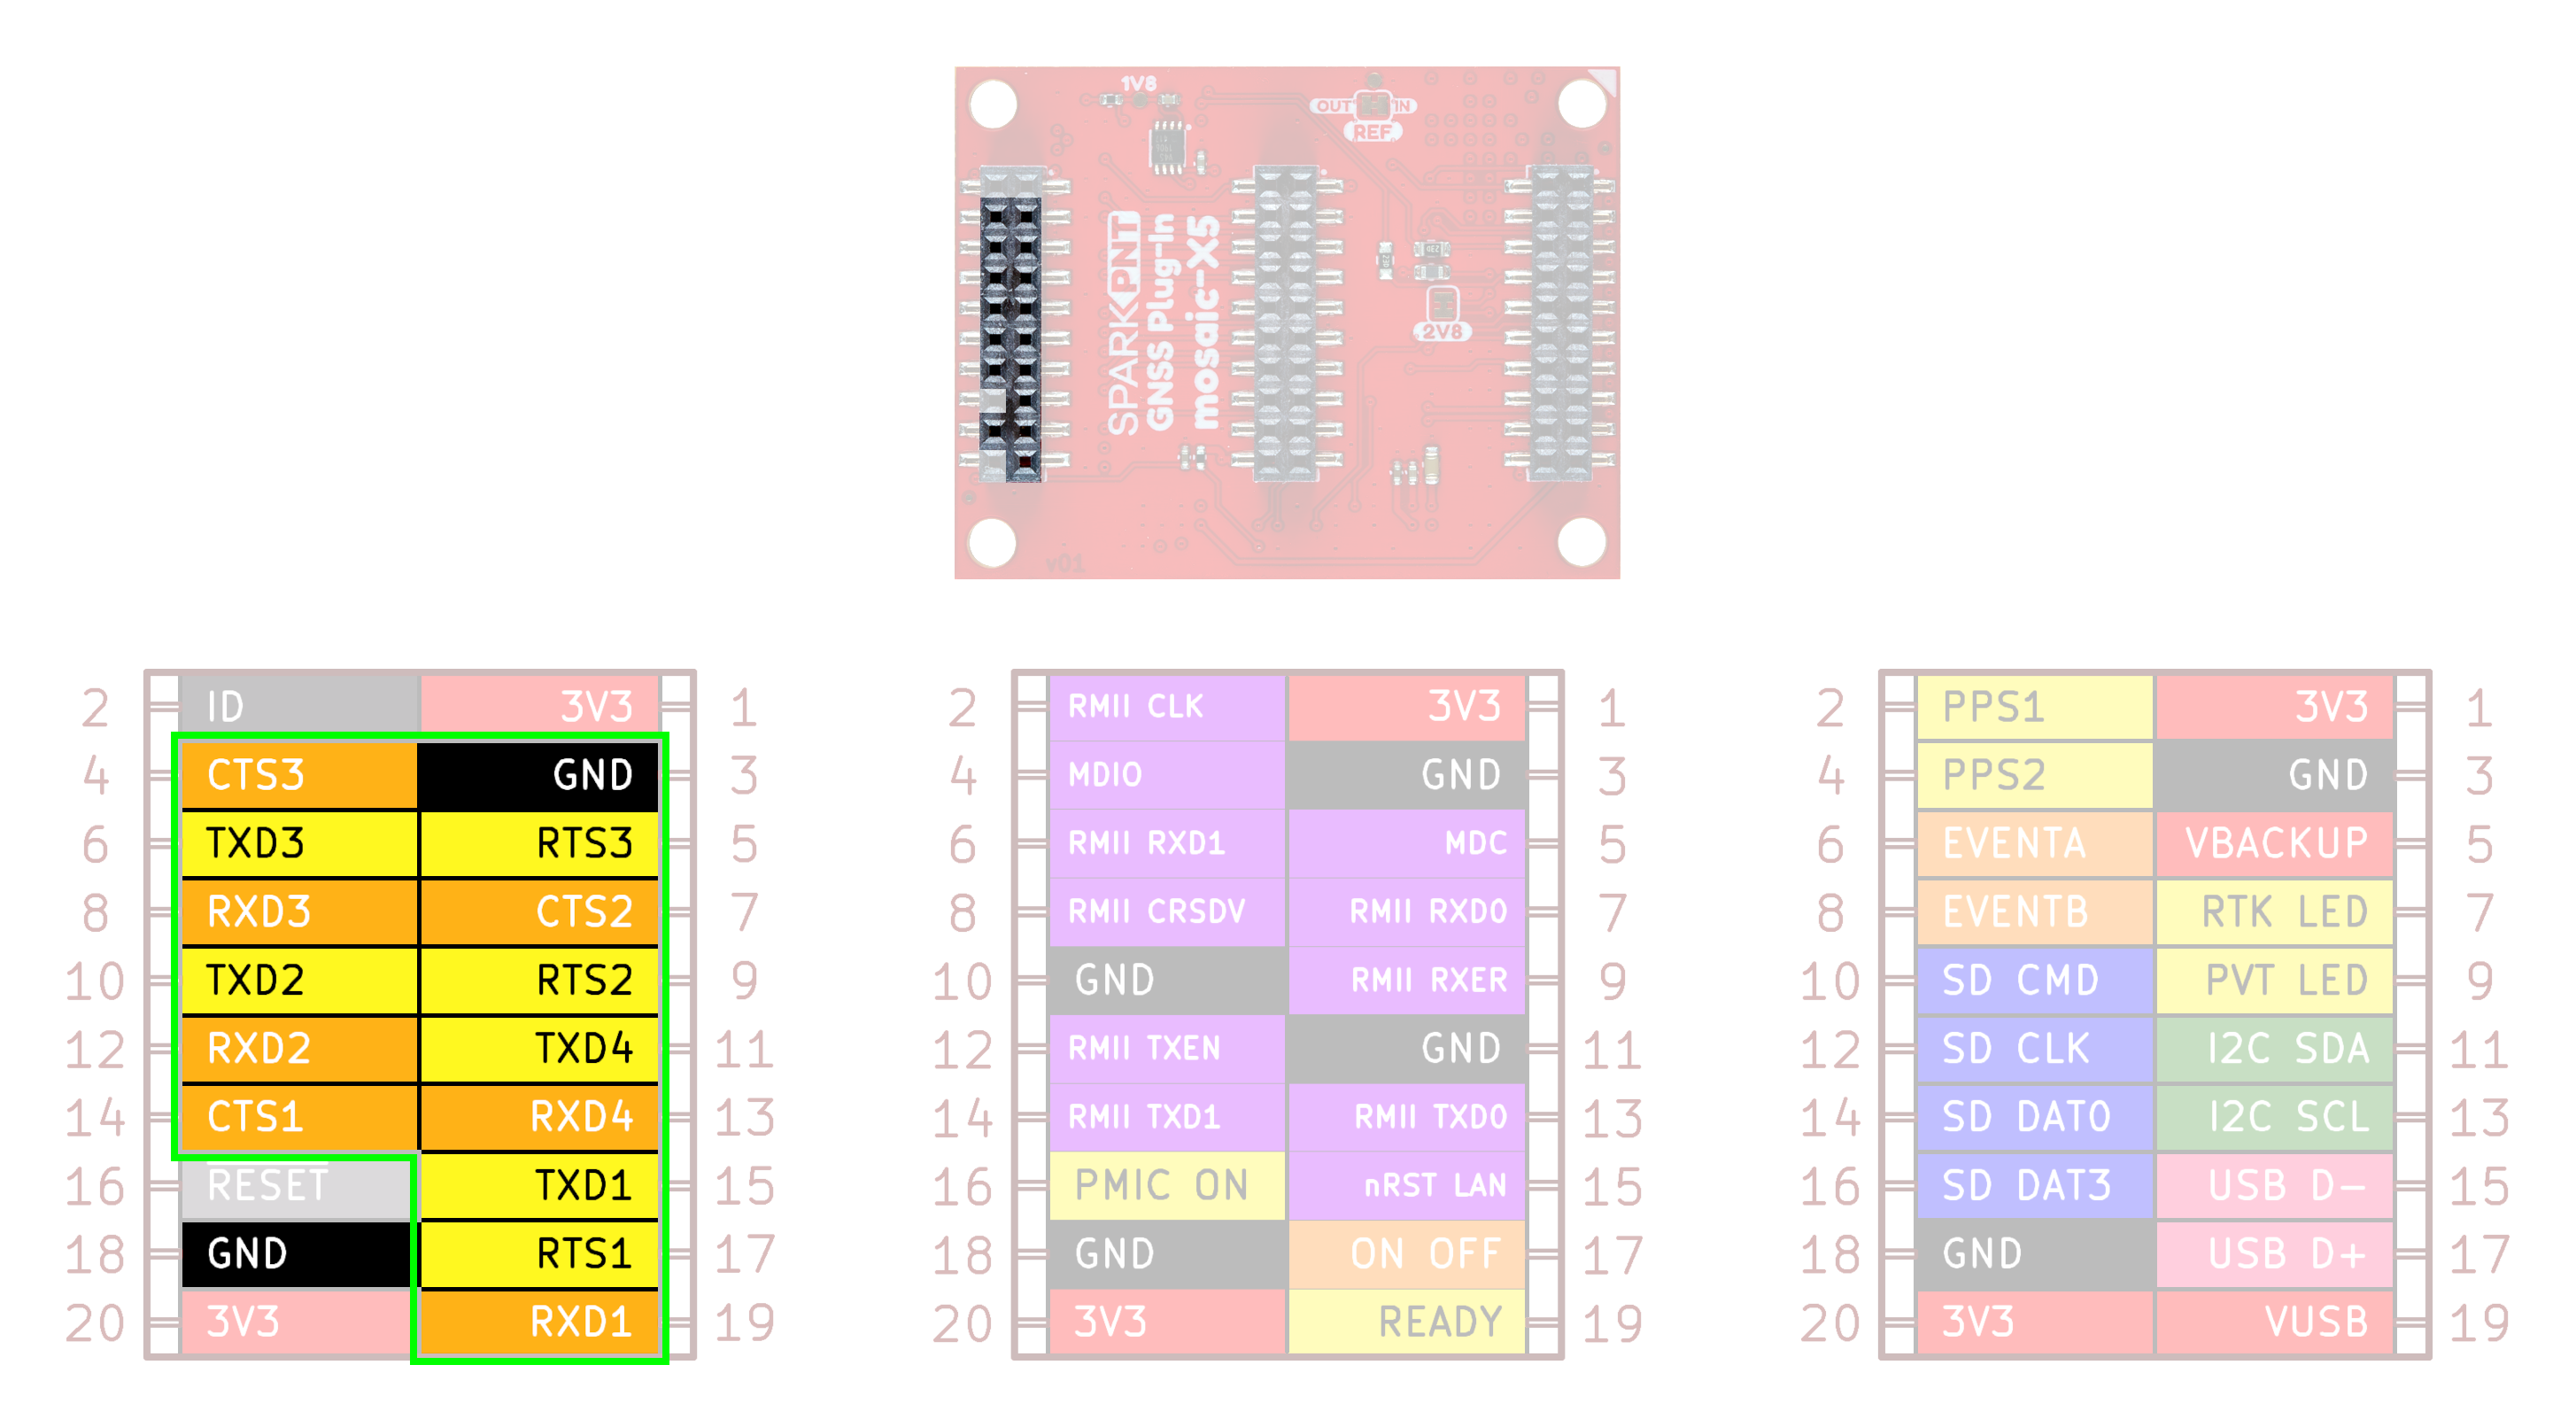 1V8
OUT IN
REF
SPARKPNT
GNSS Plug-In
mosaic-X5
2V8
v01
2 ID 3V3 1
4 CTS3 GND 3
6 TXD3 RTS3 5
8 RXD3 CTS2 7
10 TXD2 RTS2 9
12 RXD2 TXD4 11
14 CTS1 RXD4 13
16 RESET TXD1 15
18 GND RTS1 17
20 3V3 RXD1 19
2 RMII CLK 3V3 1
4 MDIO GND 3
6 RMII RXD1 MDC 5
8 RMII CRSDV RMII RXD0 7
10 GND RMII RXER 9
12 RMII TXEN GND 11
14 RMII TXD1 RMII TXD0 13
16 PMIC ON nRST LAN 15
18 GND ON OFF 17
20 3V3 READY 19
2 PPS1 3V3 1
4 PPS2 GND 3
6 EVENTA VBACKUP 5
8 EVENTB RTK LED 7
10 SD CMD PVT LED 9
12 SD CLK I2C SDA 11
14 SD DAT0 I2C SCL 13
16 SD DAT3 USB D- 15
18 GND USB D+ 17
20 3V3 VUSB 19